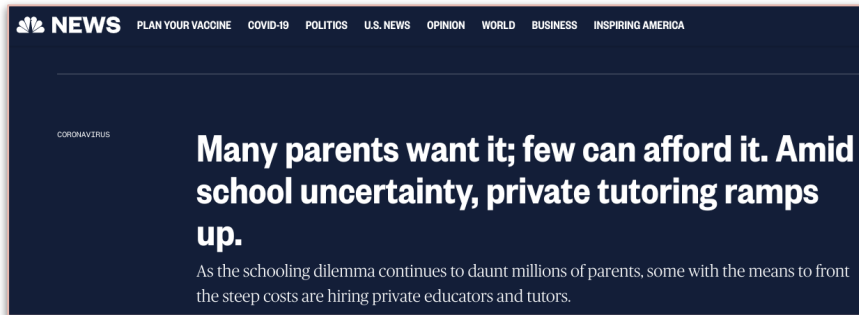 NEWS PLAN YOUR VACCINE COVID-19 POLITICS U.S. NEWS OPINION WORLD BUSINESS INSPIRING AMERICA
CORONAVIRUS
Many parents want it; few can afford it. Amid
school uncertainty, private tutoring ramps
up.
As the schooling dilemma continues to daunt millions of parents, some with the means to front
the steep costs are hiring private educators and tutors.